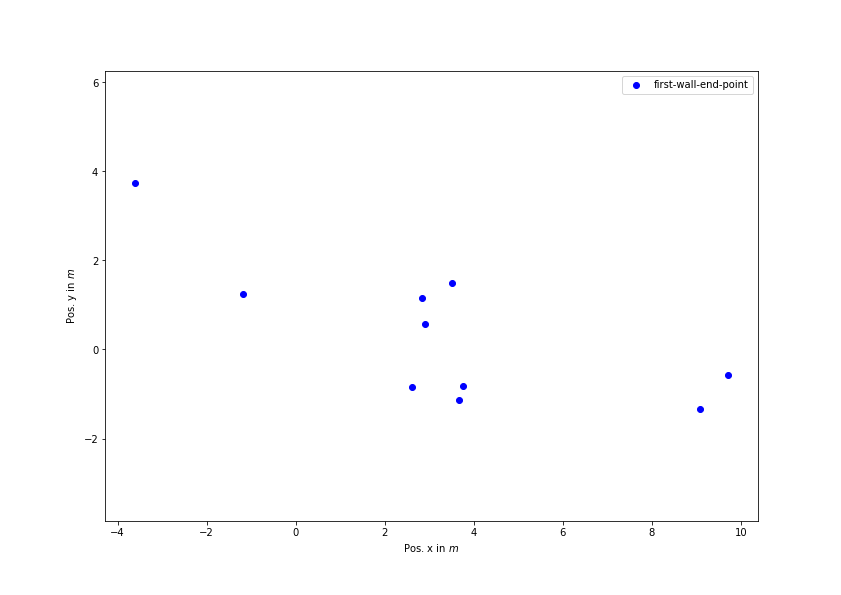 first-wall-end-point
6
4
2
0
−2
Pos. y in m
−4 −2 0 2 4 6 8 10
Pos. x in m